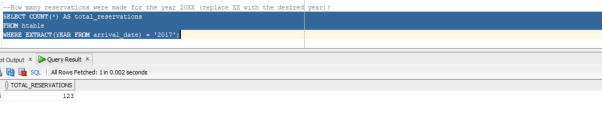 --How many reservations were made for the year 20XX (replace XX with the desired year)?
SELECT COUNT(*) AS total_reservations
FROM htable
WHERE EXTRACT(YEAR FROM arrival_date) = '2017';
pt Output × Query Result ×
SQL | All Rows Fetched: 1 in 0.002 seconds
TOTAL_RESERVATIONS
123